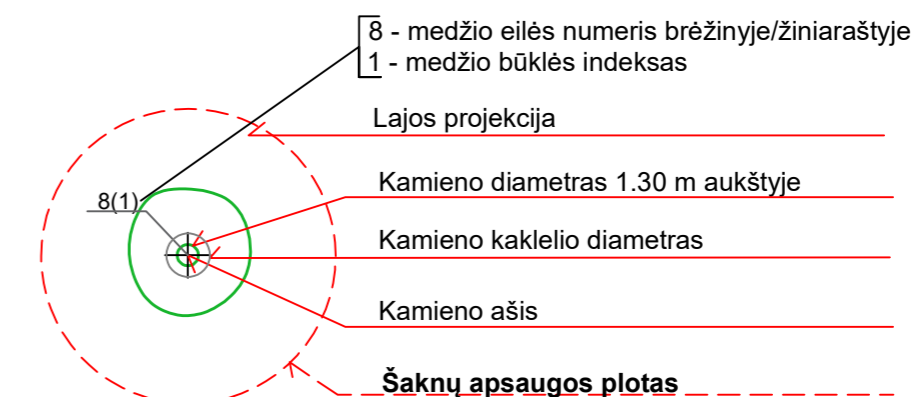 8 - medžio eilės numeris brėžinyje/žiniaraštyje
1 - medžio būklės indeksas
Lajos projekcija
Kamieno diametras 1.30 m aukštyje
8(1)
Kamieno kaklelio diametras
Kamieno ašis
Šaknų apsaugos plotas